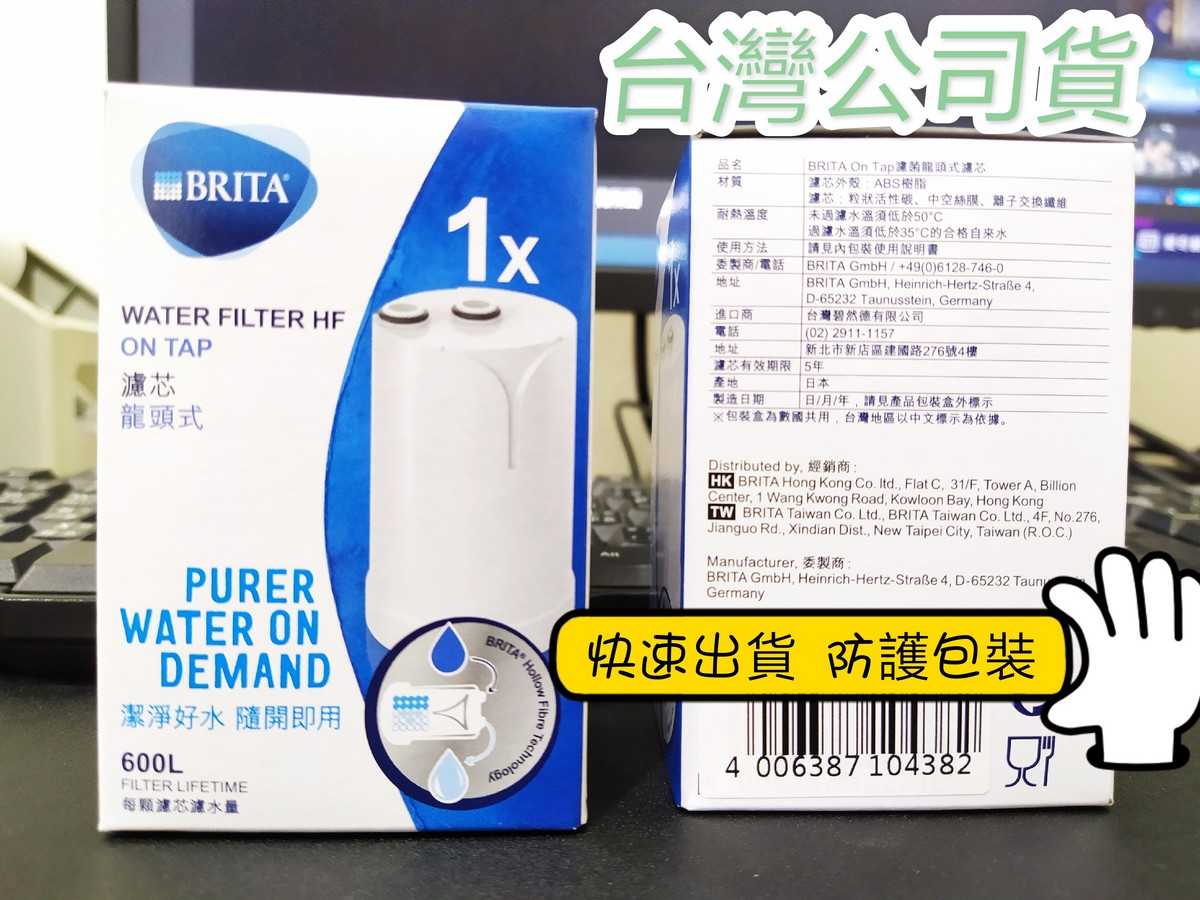 台灣公司貨
BRITA®
1x
WATER FILTER HF
ON TAP
濾芯
龍頭式
PURER
WATER ON
DEMAND
潔淨好水 隨開即用
600L
FILTER LIFETIME
每顆濾芯濾水量
BRITA® Hollow Fibre Technology
1x
品名 BRITA On Tap濾菌龍頭式濾芯
材質 濾芯外殼：ABS樹脂
濾芯：粒狀活性碳、中空絲膜、離子交換纖維
耐熱溫度 未過濾水溫須低於50°C
過濾水溫須低於35°C的合格自來水
使用方法 請見內包裝使用說明書
委製商/電話 BRITA GmbH / +49(0)6128-746-0
地址 BRITA GmbH, Heinrich-Hertz-Straße 4,
D-65232 Taunusstein, Germany
進口商 台灣碧然德有限公司
電話 (02) 2911-1157
地址 新北市新店區建國路276號4樓
濾芯有效期限 5年
產地 日本
製造日期 日/月/年，請見產品包裝盒外標示
※包裝盒為數國共用，台灣地區以中文標示為依據。
Distributed by, 經銷商：
HK BRITA Hong Kong Co. ltd., Flat C, 31/F, Tower A, Billion
Center, 1 Wang Kwong Road, Kowloon Bay, Hong Kong
TW BRITA Taiwan Co. Ltd., BRITA Taiwan Co. Ltd., 4F, No.276,
Jianguo Rd., Xindian Dist., New Taipei City, Taiwan (R.O.C.)
Manufacturer, 委製商：
BRITA GmbH, Heinrich-Hertz-Straße 4, D-65232
Germany
快速出貨 防護包裝
4 006387 104382